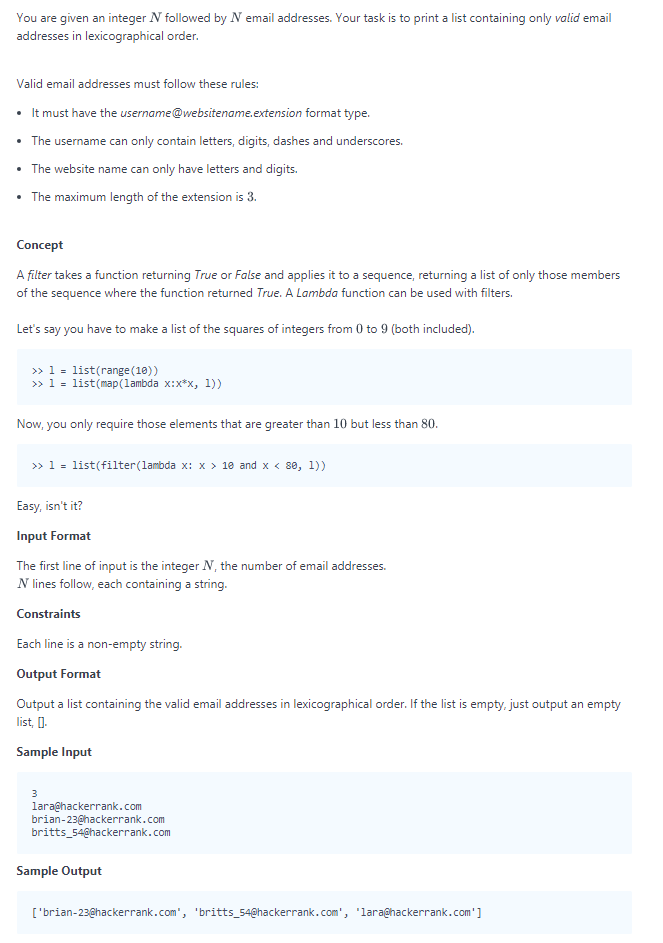 You are given an integer N followed by N email addresses. Your task is to print a list containing only valid email
addresses in lexicographical order.
Valid email addresses must follow these rules:
• It must have the username@websitename.extension format type.
• The username can only contain letters, digits, dashes and underscores.
• The website name can only have letters and digits.
• The maximum length of the extension is 3.
Concept
A filter takes a function returning True or False and applies it to a sequence, returning a list of only those members
of the sequence where the function returned True. A Lambda function can be used with filters.
Let's say you have to make a list of the squares of integers from 0 to 9 (both included).
>> l = list(range(10))
>> l = list(map(lambda x:x*x, l))
Now, you only require those elements that are greater than 10 but less than 80.
>> l = list(filter(lambda x: x > 10 and x < 80, l))
Easy, isn't it?
Input Format
The first line of input is the integer N, the number of email addresses.
N lines follow, each containing a string.
Constraints
Each line is a non-empty string.
Output Format
Output a list containing the valid email addresses in lexicographical order. If the list is empty, just output an empty
list, [].
Sample Input
3
lara@hackerrank.com
brian-23@hackerrank.com
britts_54@hackerrank.com
Sample Output
['brian-23@hackerrank.com', 'britts_54@hackerrank.com', 'lara@hackerrank.com']